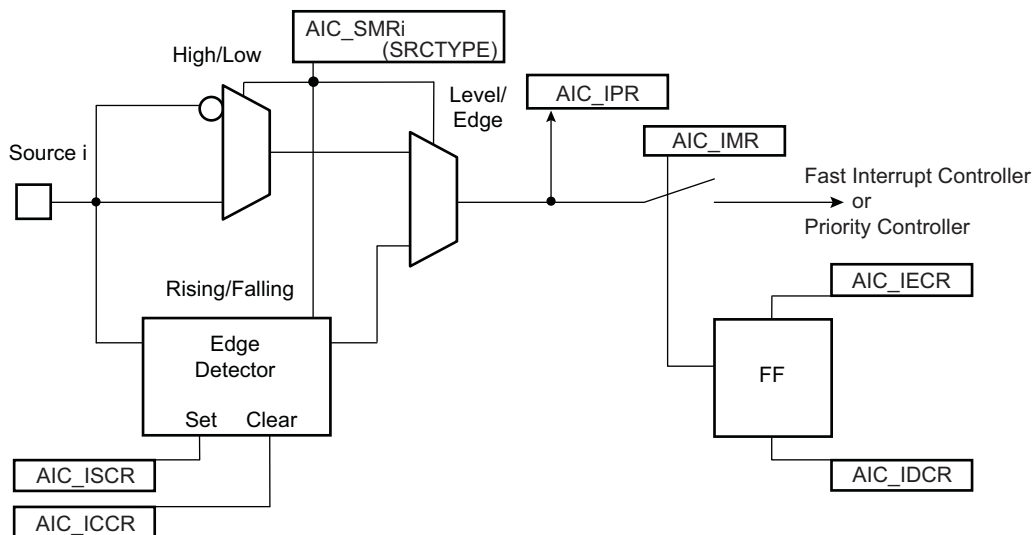 AIC_SMRi
(SRCTYPE)
High/Low
Level/
Edge
AIC_IPR
AIC_IMR
Source i
Fast Interrupt Controller
or
Priority Controller
Rising/Falling
AIC_IECR
Edge
Detector
FF
Set Clear
AIC_ISCR
AIC_IDCR
AIC_ICCR